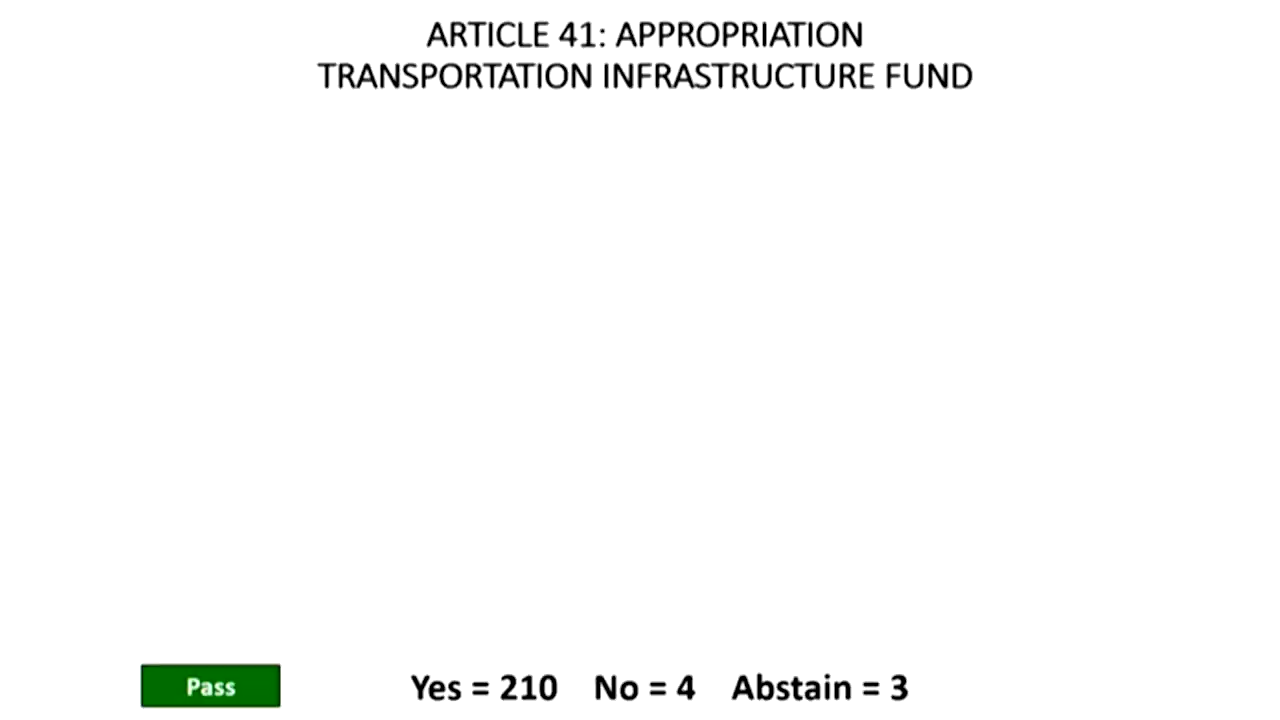 ARTICLE 41: APPROPRIATION
TRANSPORTATION INFRASTRUCTURE FUND
Pass Yes = 210 No = 4 Abstain = 3